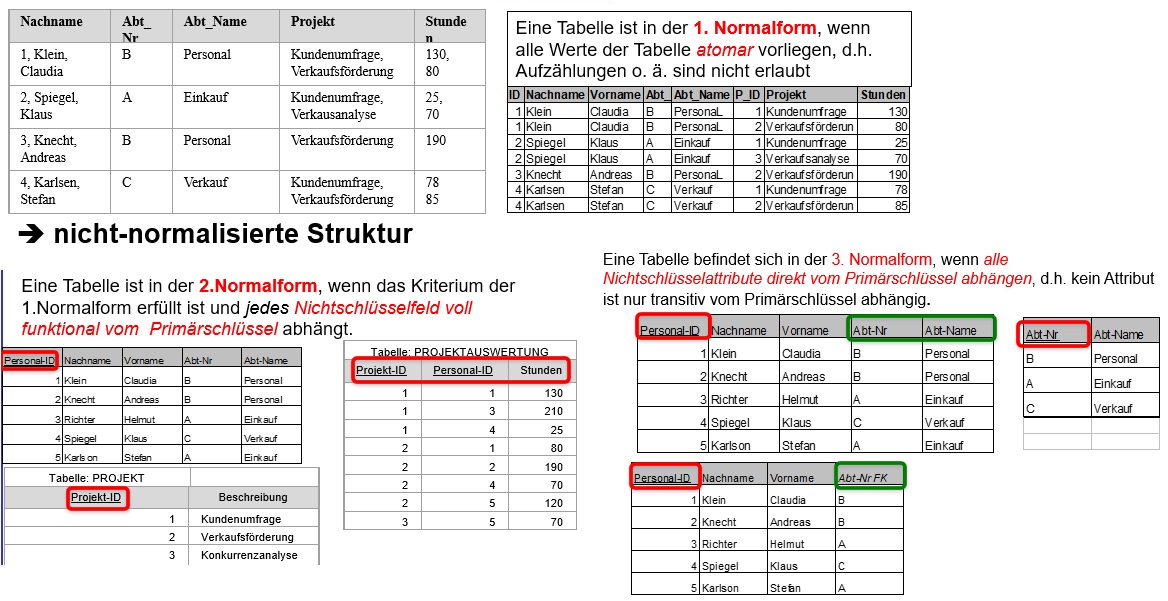 Nachname Abt_ Abt_Name Projekt Stunde
Nr n
1, Klein, B Personal Kundenumfrage, 130,
Claudia Verkaufsförderung 80
2, Spiegel, A Einkauf Kundenumfrage, 25,
Klaus Verkausanalyse 70
3, Knecht, B Personal Verkaufsförderung 190
Andreas
4, Karlsen, C Verkauf Kundenumfrage, 78
Stefan Verkaufsförderung 85
➔ nicht-normalisierte Struktur
Eine Tabelle ist in der 1. Normalform, wenn
alle Werte der Tabelle atomar vorliegen, d.h.
Aufzählungen o. ä. sind nicht erlaubt
ID Nachname Vorname Abt_ Abt_Name P_ID Projekt Stunden
1 Klein Claudia B PersonaL 1 Kundenumfrage 130
1 Klein Claudia B PersonaL 2 Verkaufsförderun 80
2 Spiegel Klaus A Einkauf 1 Kundenumfrage 25
2 Spiegel Klaus A Einkauf 3 Verkaufsanalyse 70
3 Knecht Andreas B PersonaL 2 Verkaufsförderun 190
4 Karlsen Stefan C Verkauf 1 Kundenumfrage 78
4 Karlsen Stefan C Verkauf 2 Verkaufsförderun 85
Eine Tabelle ist in der 2.Normalform, wenn das Kriterium der
1.Normalform erfüllt ist und jedes Nichtschlüsselfeld voll
funktional vom Primärschlüssel abhängt.
Personal-ID Nachname Vorname Abt-Nr Abt-Name
1 Klein Claudia B Personal
2 Knecht Andreas B Personal
3 Richter Helmut A Einkauf
4 Spiegel Klaus C Verkauf
5 Karlson Stefan A Einkauf
Tabelle: PROJEKT
Projekt-ID Beschreibung
1 Kundenumfrage
2 Verkaufsförderung
3 Konkurrenzanalyse
Tabelle: PROJEKTAUSWERTUNG
Projekt-ID Personal-ID Stunden
1 1 130
1 3 210
1 4 25
2 1 80
2 2 190
2 4 70
2 5 120
3 5 70
Eine Tabelle befindet sich in der 3. Normalform, wenn alle
Nichtschlüsselattribute direkt vom Primärschlüssel abhängen, d.h. kein Attribut
ist nur transitiv vom Primärschlüssel abhängig.
Personal-ID Nachname Vorname Abt-Nr Abt-Name
1 Klein Claudia B Personal
2 Knecht Andreas B Personal
3 Richter Helmut A Einkauf
4 Spiegel Klaus C Verkauf
5 Karlson Stefan A Einkauf
Abt-Nr Abt-Name
B Personal
A Einkauf
C Verkauf
Personal-ID Nachname Vorname Abt-Nr FK
1 Klein Claudia B
2 Knecht Andreas B
3 Richter Helmut A
4 Spiegel Klaus C
5 Karlson Stefan A